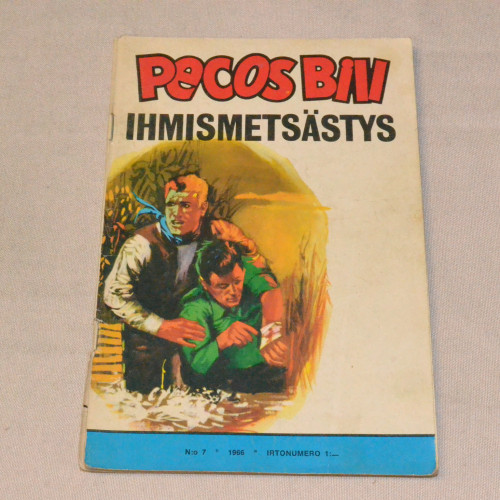 PECOS BILL
IHMISMETSÄSTYS
N:o 7 * 1966 * IRTONUMERO 1:—